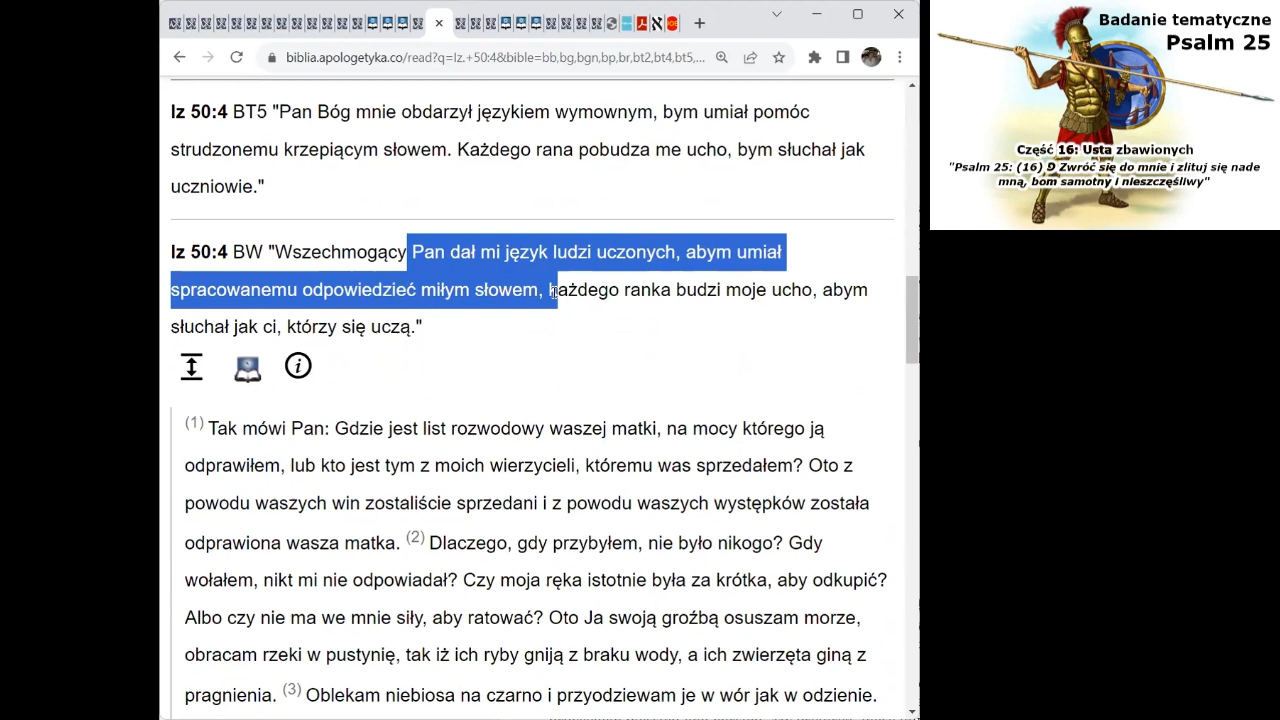 biblia.apologetyka.co/read?q=Iz.+50:4&bible=bb,bg,bgn,bp,br,bt2,bt4,bt5,...
Iz 50:4 BT5 "Pan Bóg mnie obdarzył językiem wymownym, bym umiał pomóc
strudzonemu krzepiącym słowem. Każdego rana pobudza me ucho, bym słuchał jak
uczniowie."
Iz 50:4 BW "Wszechmogący Pan dał mi język ludzi uczonych, abym umiał
spracowanemu odpowiedzieć miłym słowem, każdego ranka budzi moje ucho, abym
słuchał jak ci, którzy się uczą."
(1) Tak mówi Pan: Gdzie jest list rozwodowy waszej matki, na mocy którego ją
odprawiłem, lub kto jest tym z moich wierzycieli, któremu was sprzedałem? Oto z
powodu waszych win zostaliście sprzedani i z powodu waszych występków została
odprawiona wasza matka. (2) Dlaczego, gdy przybyłem, nie było nikogo? Gdy
wołałem, nikt mi nie odpowiadał? Czy moja ręka istotnie była za krótka, aby odkupić?
Albo czy nie ma we mnie siły, aby ratować? Oto Ja swoją groźbą osuszam morze,
obracam rzeki w pustynię, tak iż ich ryby gniją z braku wody, a ich zwierzęta giną z
pragnienia. (3) Oblekam niebiosa na czarno i przyodziewam je w wór jak w odzienie.
Badanie tematyczne
Psalm 25
Część 16: Usta zbawionych
"Psalm 25: (16) פ Zwróć się do mnie i zlituj się nade
mną, bom samotny i nieszczęśliwy"